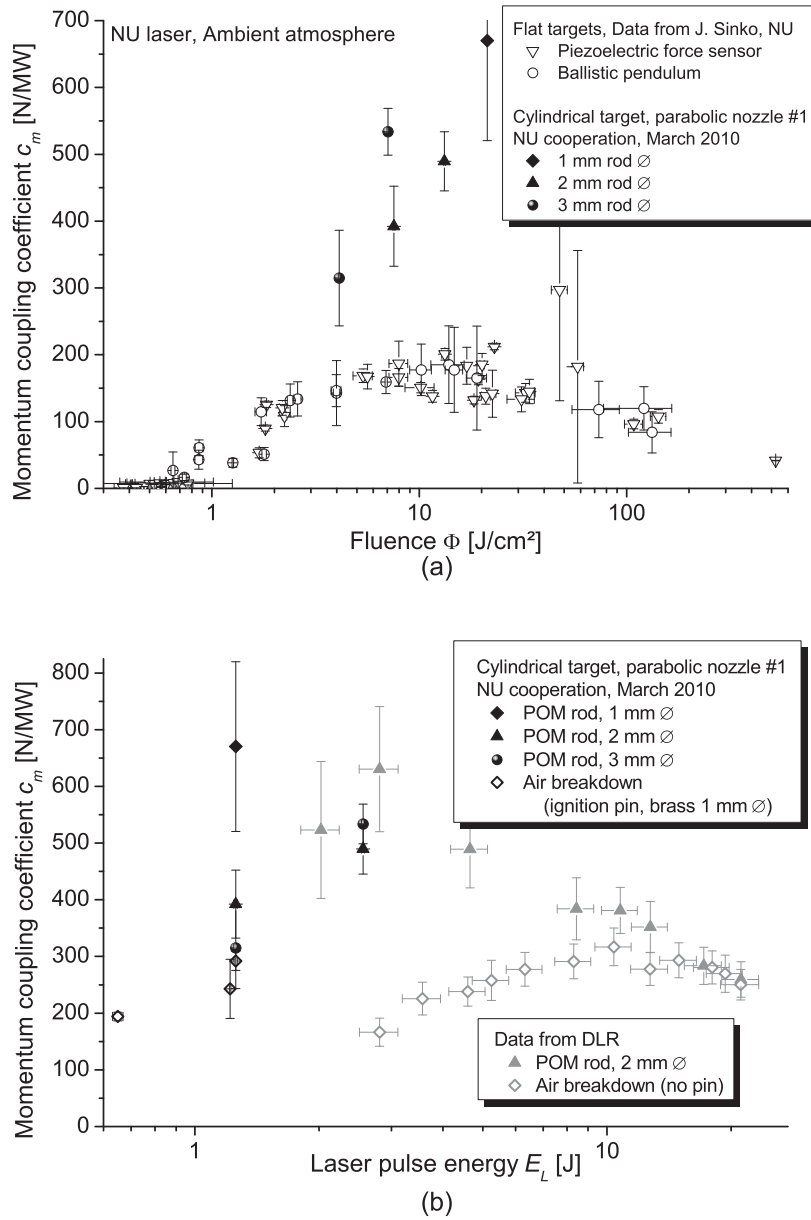 NU laser, Ambient atmosphere
Flat targets, Data from J. Sinko, NU
Piezoelectric force sensor
Ballistic pendulum
Cylindrical target, parabolic nozzle #1
NU cooperation, March 2010
1 mm rod ∅
2 mm rod ∅
3 mm rod ∅
Momentum coupling coefficient cm [N/MW]
700
600
500
400
300
200
100
0
1
10
100
Fluence Φ [J/cm²]
(a)
Cylindrical target, parabolic nozzle #1
NU cooperation, March 2010
POM rod, 1 mm ∅
POM rod, 2 mm ∅
POM rod, 3 mm ∅
Air breakdown
(ignition pin, brass 1 mm ∅)
Momentum coupling coefficient cm [N/MW]
800
700
600
500
400
300
200
100
0
Data from DLR
POM rod, 2 mm ∅
Air breakdown (no pin)
1
10
Laser pulse energy EL [J]
(b)